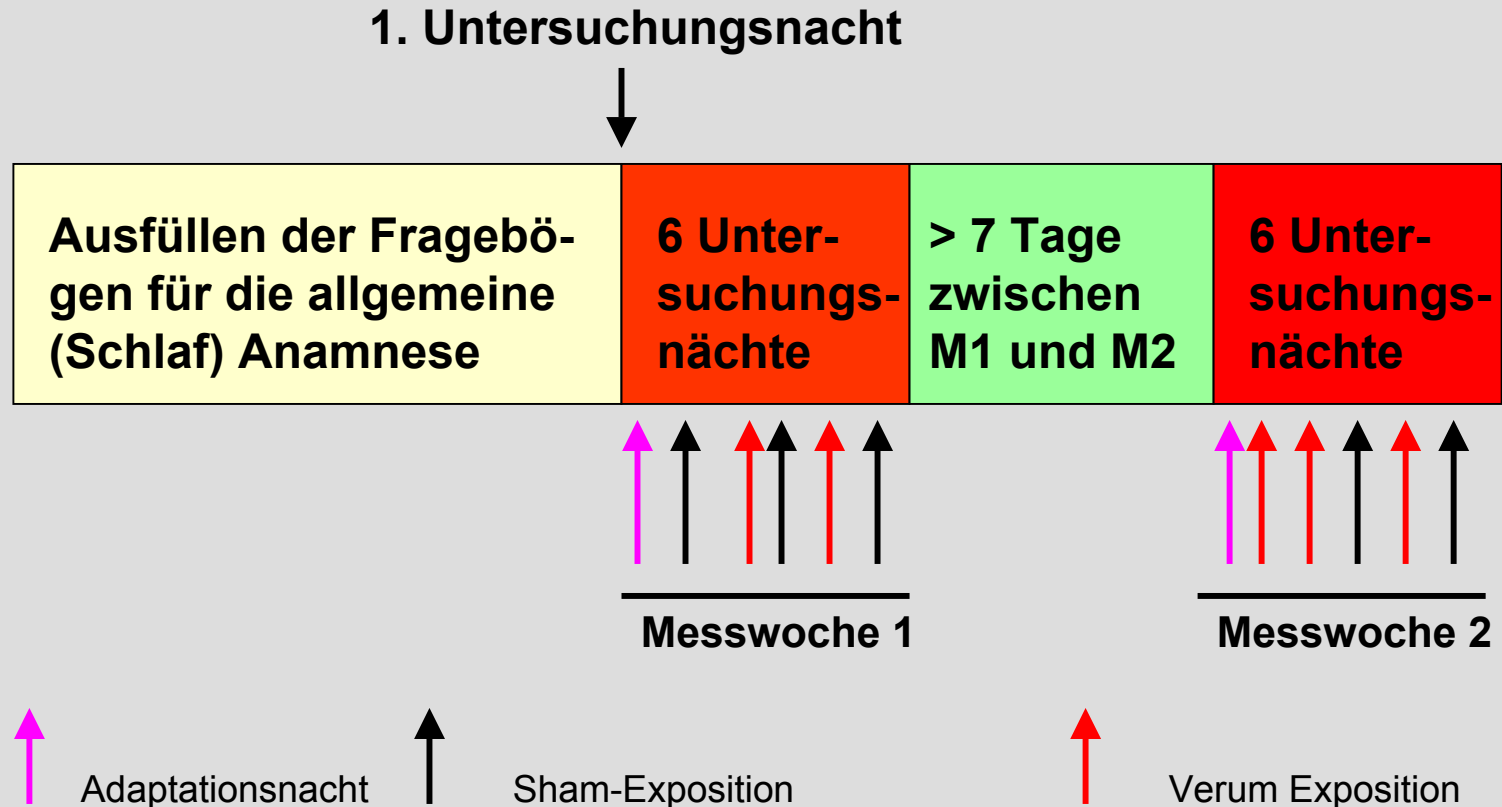 1. Untersuchungsnacht
Ausfüllen der Fragebö-
gen für die allgemeine
(Schlaf) Anamnese
6 Unter-
suchungs-
nächte
> 7 Tage
zwischen
M1 und M2
6 Unter-
suchungs-
nächte
Messwoche 1
Messwoche 2
Adaptationsnacht
Sham-Exposition
Verum Exposition